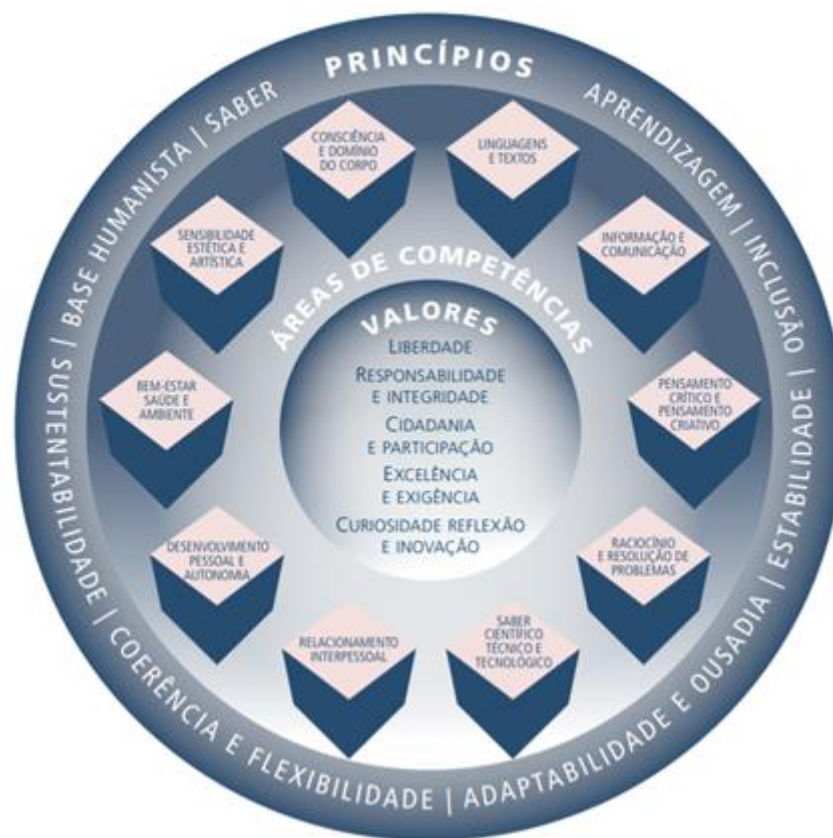 PRINCÍPIOS
APRENDIZAGEM | INCLUSÃO | ESTABILIDADE | ADAPTABILIDADE E OUSADIA | COERÊNCIA E FLEXIBILIDADE | SUSTENTABILIDADE | BASE HUMANISTA | SABER
ÁREAS DE COMPETÊNCIAS
LINGUAGENS
E TEXTOS
INFORMAÇÃO E
COMUNICAÇÃO
PENSAMENTO
CRÍTICO E
PENSAMENTO
CRIATIVO
RACIOCÍNIO
E RESOLUÇÃO DE
PROBLEMAS
SABER
CIENTÍFICO
TÉCNICO E
TECNOLÓGICO
RELACIONAMENTO
INTERPESSOAL
DESENVOLVIMENTO
PESSOAL E
AUTONOMIA
BEM-ESTAR
SAÚDE E
AMBIENTE
SENSIBILIDADE
ESTÉTICA E
ARTÍSTICA
CONSCIÊNCIA
E DOMÍNIO
DO CORPO
VALORES
LIBERDADE
RESPONSABILIDADE
E INTEGRIDADE
CIDADANIA
E PARTICIPAÇÃO
EXCELÊNCIA
E EXIGÊNCIA
CURIOSIDADE REFLEXÃO
E INOVAÇÃO